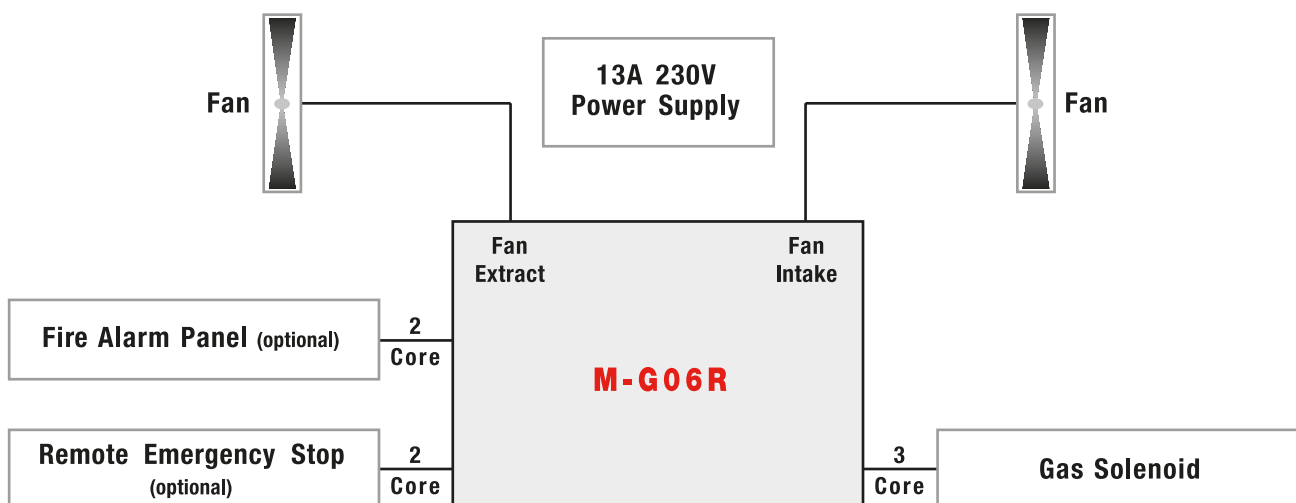 13A 230V
Power Supply
Fan
Fan
Fan
Extract
Fan
Intake
Fire Alarm Panel (optional)
2
Core
M-G06R
Remote Emergency Stop
(optional)
2
Core
3
Core
Gas Solenoid